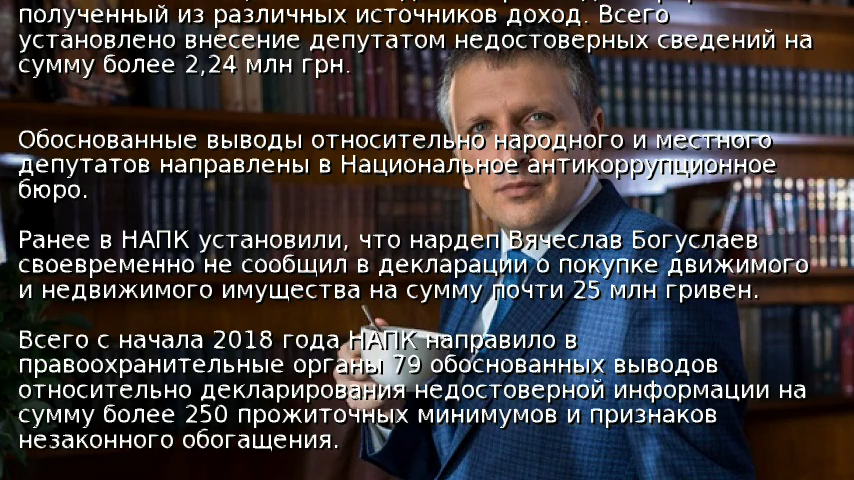 полученный из различных источников доход. Всего
установлено внесение депутатом недостоверных сведений на
сумму более 2,24 млн грн.
Обоснованные выводы относительно народного и местного
депутатов направлены в Национальное антикоррупционное
бюро.
Ранее в НАПК установили, что нардеп Вячеслав Богуслаев
своевременно не сообщил в декларации о покупке движимого
и недвижимого имущества на сумму почти 25 млн гривен.
Всего с начала 2018 года НАПК направило в
правоохранительные органы 79 обоснованных выводов
относительно декларирования недостоверной информации на
сумму более 250 прожиточных минимумов и признаков
незаконного обогащения.